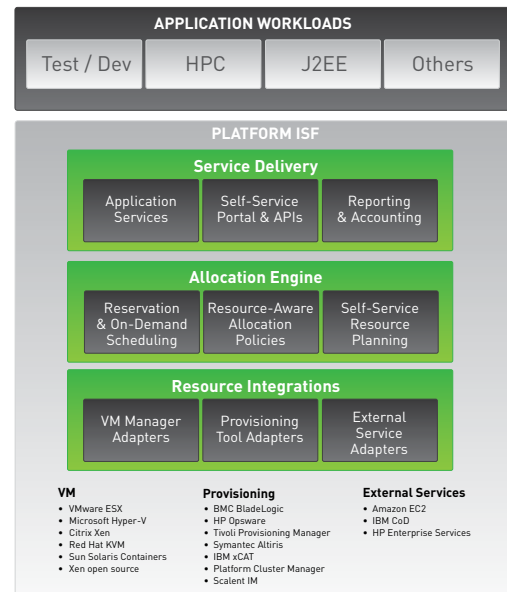 APPLICATION WORKLOADS
Test / Dev
HPC
J2EE
Others
PLATFORM ISF
Service Delivery
Application
Services
Self-Service
Portal & APIs
Reporting
& Accounting
Allocation Engine
Reservation
& On-Demand
Scheduling
Resource-Aware
Allocation
Policies
Self-Service
Resource
Planning
Resource Integrations
VM Manager
Adapters
Provisioning
Tool Adapters
External
Service
Adapters
VM
• VMware ESX
• Microsoft Hyper-V
• Citrix Xen
• Red Hat KVM
• Sun Solaris Containers
• Xen open source
Provisioning
• BMC BladeLogic
• HP Opsware
• Tivoli Provisioning Manager
• Symantec Altiris
• IBM xCAT
• Platform Cluster Manager
• Scalent IM
External Services
• Amazon EC2
• IBM CoD
• HP Enterprise Services